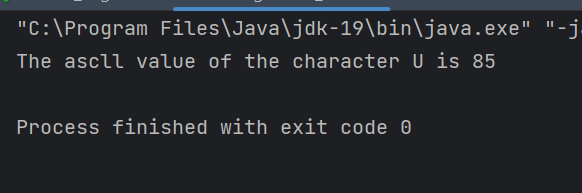 "C:\Program Files\Java\jdk-19\bin\java.exe" "-j
The ascll value of the character U is 85
Process finished with exit code 0